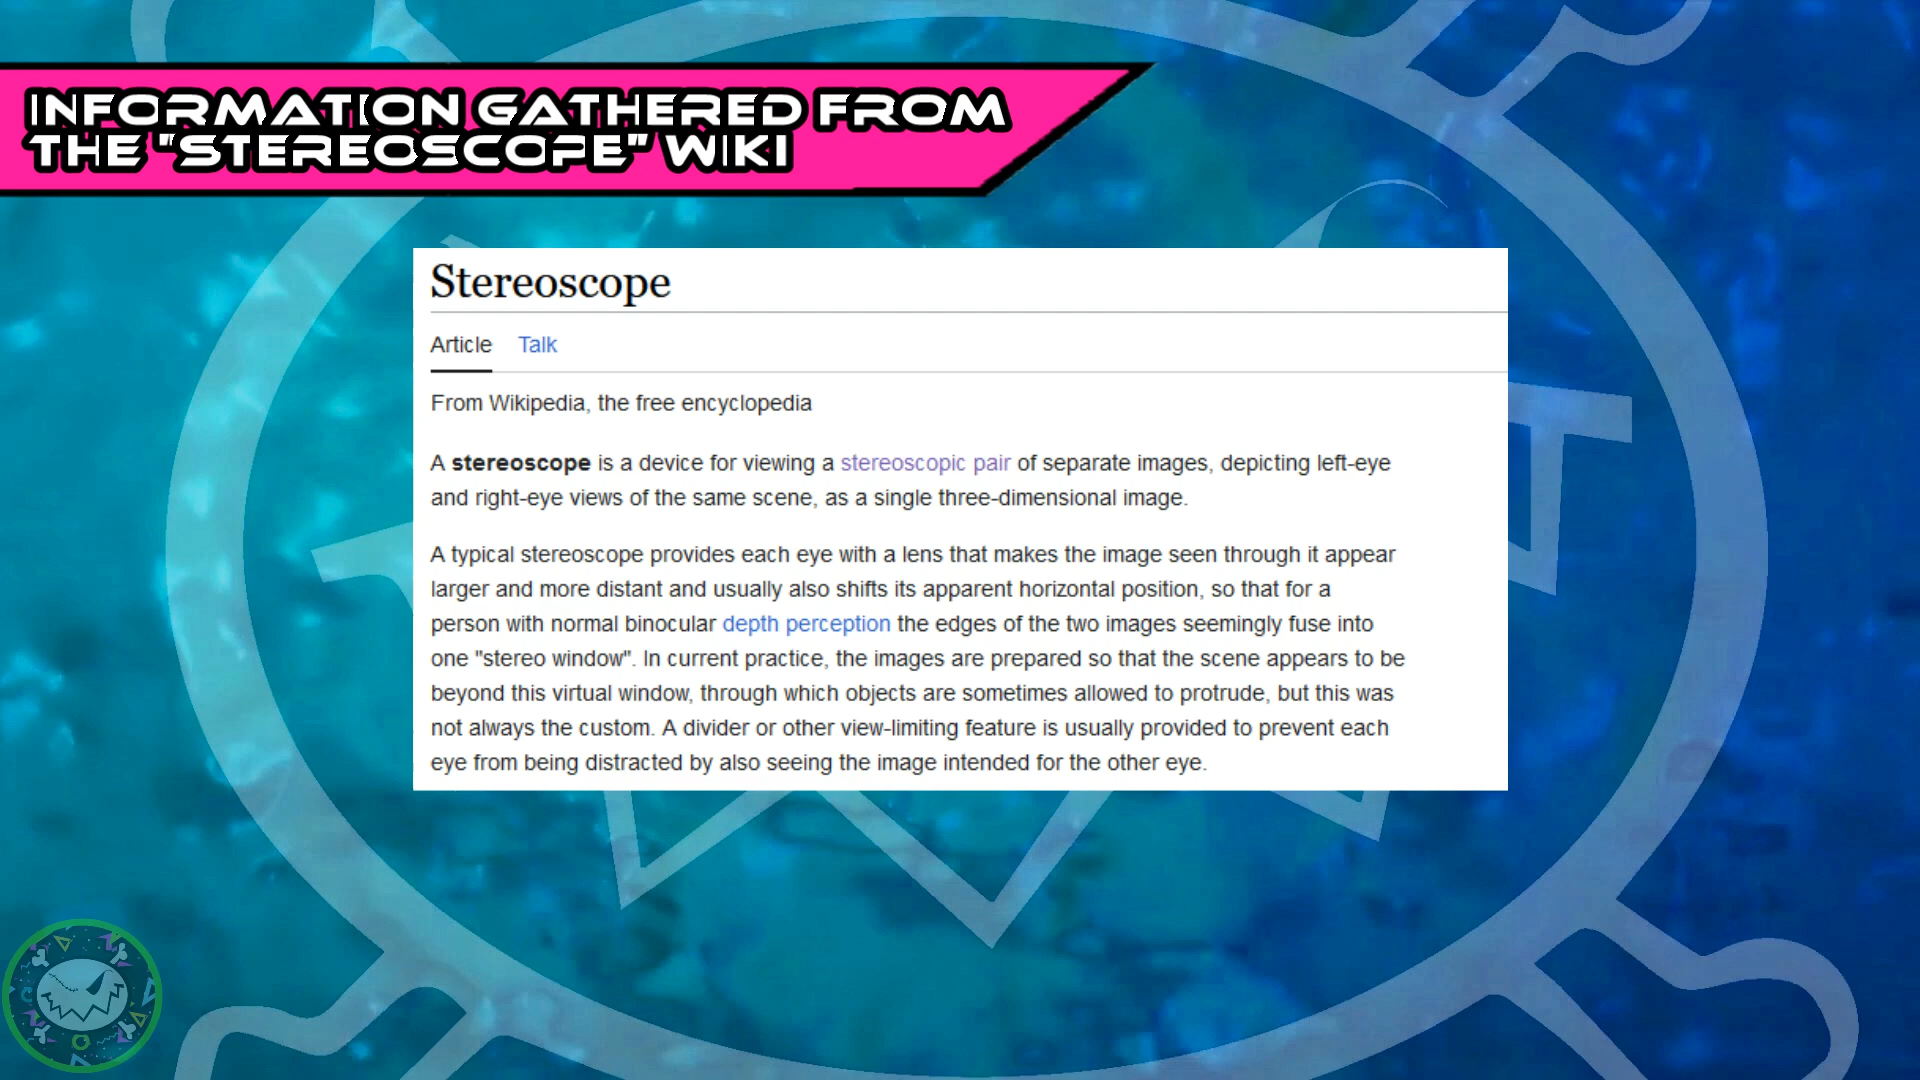 INFORMATION GATHERED FROM
THE "STEREOSCOPE" WIKI
Stereoscope
Article Talk
From Wikipedia, the free encyclopedia
A stereoscope is a device for viewing a stereoscopic pair of separate images, depicting left-eye
and right-eye views of the same scene, as a single three-dimensional image.
A typical stereoscope provides each eye with a lens that makes the image seen through it appear
larger and more distant and usually also shifts its apparent horizontal position, so that for a
person with normal binocular depth perception the edges of the two images seemingly fuse into
one "stereo window". In current practice, the images are prepared so that the scene appears to be
beyond this virtual window, through which objects are sometimes allowed to protrude, but this was
not always the custom. A divider or other view-limiting feature is usually provided to prevent each
eye from being distracted by also seeing the image intended for the other eye.